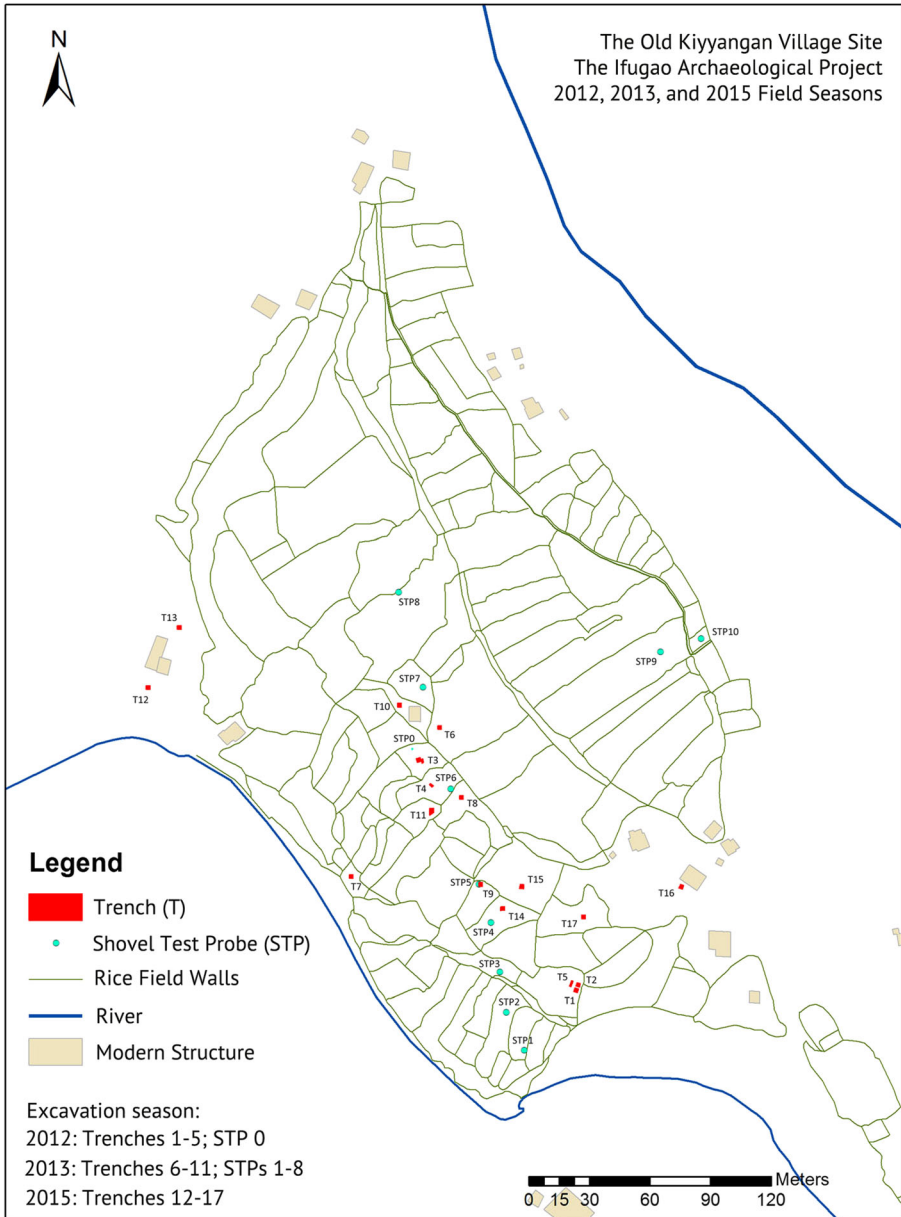 N
The Old Kiyyangan Village Site
The Ifugao Archaeological Project
2012, 2013, and 2015 Field Seasons
STP8
T13
STP10
STP9
STP7
T12
T10
T6
STP0
T3
STP6
T4
T8
T11
T7
STP5
T9
T15
T16
T14
STP4
T17
STP3
T5
T2
T1
STP2
STP1
Legend
Trench (T)
Shovel Test Probe (STP)
Rice Field Walls
River
Modern Structure
Excavation season:
2012: Trenches 1-5; STP 0
2013: Trenches 6-11; STPs 1-8
2015: Trenches 12-17
Meters
0 15 30 60 90 120